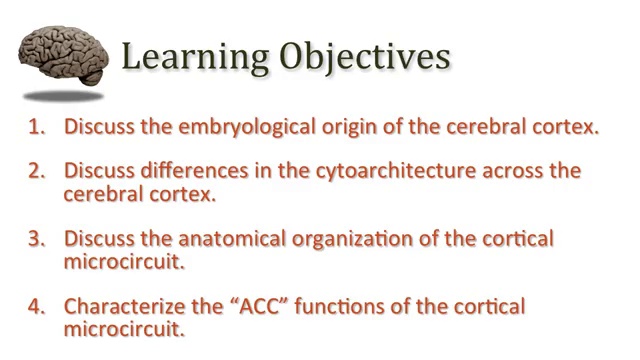 Learning Objectives
1. Discuss the embryological origin of the cerebral cortex.
2. Discuss differences in the cytoarchitecture across the
cerebral cortex.
3. Discuss the anatomical organization of the cortical
microcircuit.
4. Characterize the “ACC” functions of the cortical
microcircuit.